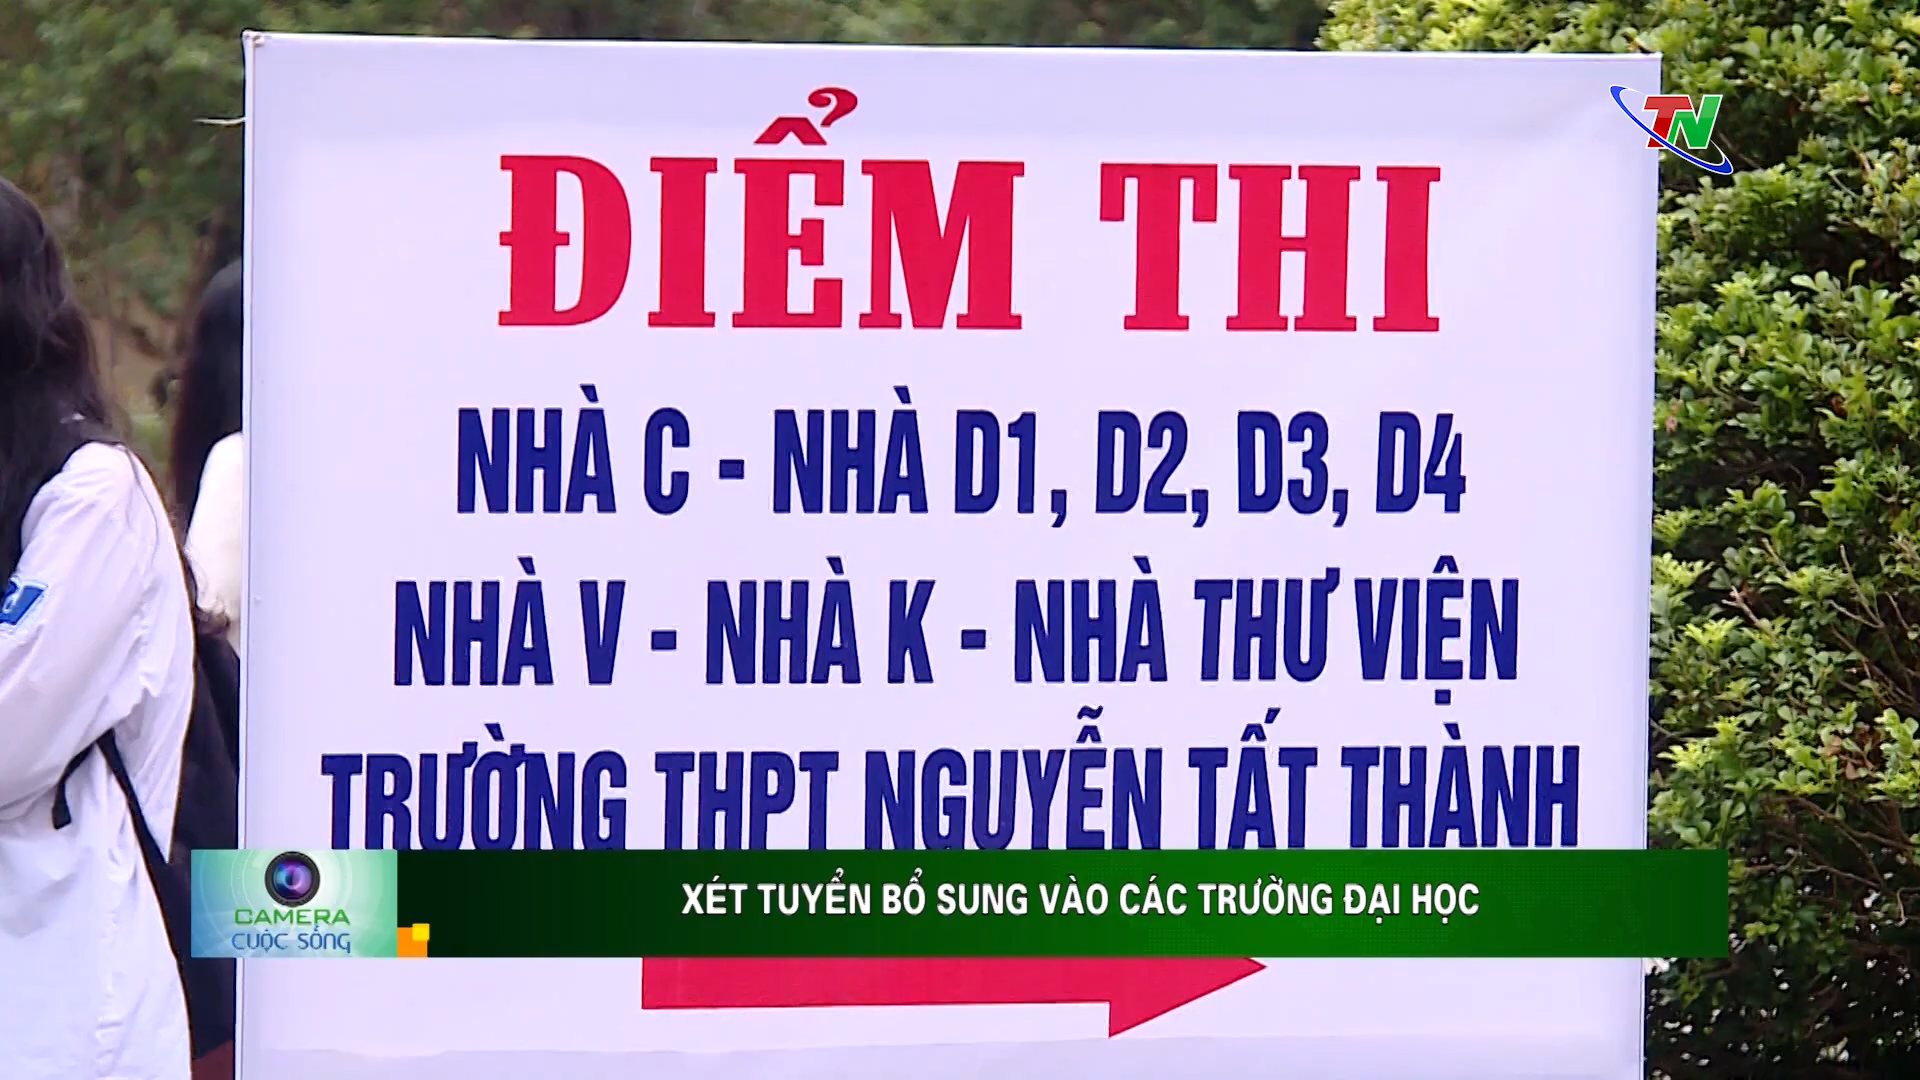 TN
ĐIỂM THI
NHÀ C - NHÀ D1, D2, D3, D4
NHÀ V - NHÀ K - NHÀ THƯ VIỆN
TRƯỜNG THPT NGUYỄN TẤT THÀNH
XÉT TUYỂN BỔ SUNG VÀO CÁC TRƯỜNG ĐẠI HỌC
CAMERA
CUỘC SỐNG